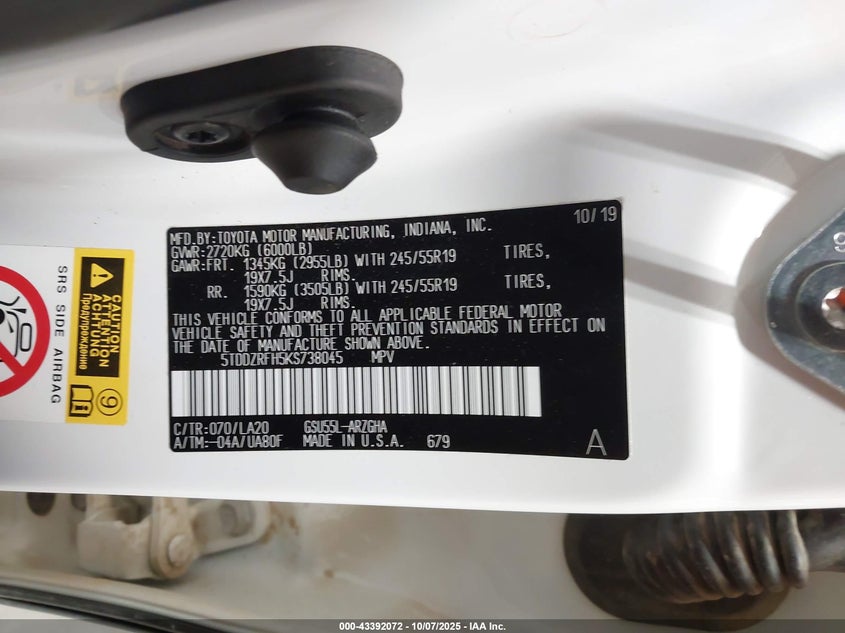 MFD.BY:TOYOTA MOTOR MANUFACTURING, INDIANA, INC. 10/19
GVWR:2720KG (6000LB)
GAWR:FRT. 1345KG (2955LB) WITH 245/55R19 TIRES,
19X7.5J RIMS.
RR. 1590KG (3505LB) WITH 245/55R19 TIRES,
19X7.5J RIMS.
THIS VEHICLE CONFORMS TO ALL APPLICABLE FEDERAL MOTOR
VEHICLE SAFETY AND THEFT PREVENTION STANDARDS IN EFFECT ON
THE DATE OF MANUFACTURE SHOWN ABOVE.
5TDDZRFH5KS738045 MPV
C/TR:070/LA20 GSU55L-ARZGHA
A/TM:-04A/UA80F MADE IN U.S.A. 679
A
SRS SIDE AIRBAG
CAUTION
ATTENTION
ACHTUNG
Предупреждение
9
9
000-43392072 - 10/07/2025 - IAA Inc.